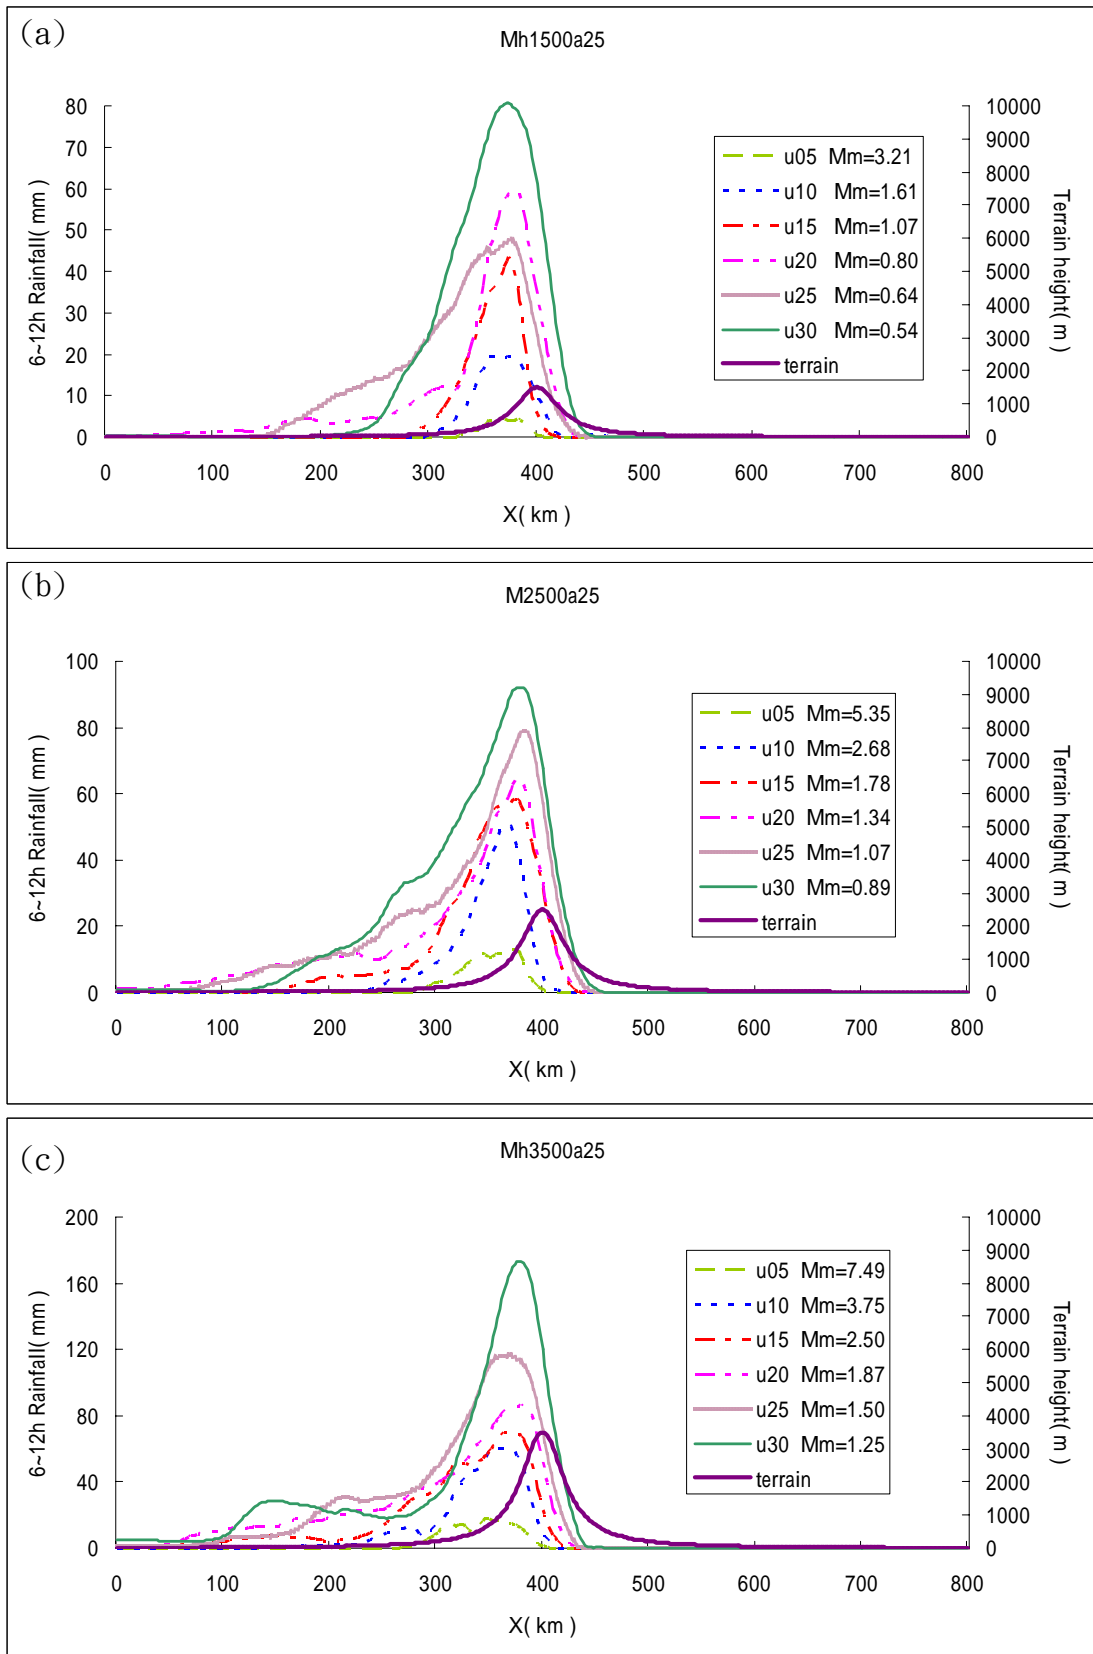 (a)
Mh1500a25
80
70
60
50
40
30
20
10
0
6~12h Rainfall( mm )
10000
9000
8000
7000
6000
5000
4000
3000
2000
1000
0
Terrain height( m )
u05 Mm=3.21
u10 Mm=1.61
u15 Mm=1.07
u20 Mm=0.80
u25 Mm=0.64
u30 Mm=0.54
terrain
0 100 200 300 400 500 600 700 800
X( km )
(b)
M2500a25
100
80
60
40
20
0
6~12h Rainfall( mm )
10000
9000
8000
7000
6000
5000
4000
3000
2000
1000
0
Terrain height( m )
u05 Mm=5.35
u10 Mm=2.68
u15 Mm=1.78
u20 Mm=1.34
u25 Mm=1.07
u30 Mm=0.89
terrain
0 100 200 300 400 500 600 700 800
X( km )
(c)
Mh3500a25
200
160
120
80
40
0
6~12h Rainfall( mm )
10000
9000
8000
7000
6000
5000
4000
3000
2000
1000
0
Terrain height( m )
u05 Mm=7.49
u10 Mm=3.75
u15 Mm=2.50
u20 Mm=1.87
u25 Mm=1.50
u30 Mm=1.25
terrain
0 100 200 300 400 500 600 700 800
X( km )